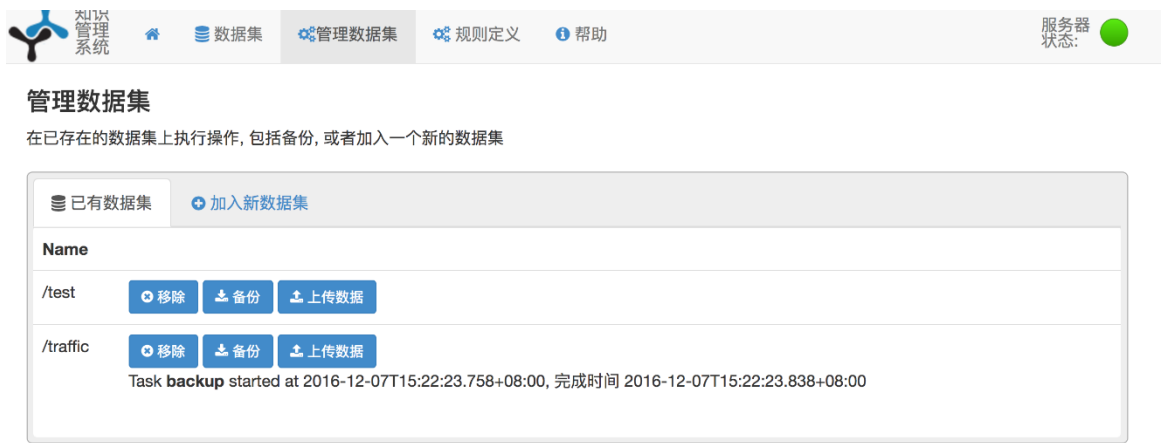 知识
管理
系统
数据集
管理数据集
规则定义
帮助
服务器
状态:
管理数据集
在已存在的数据集上执行操作, 包括备份, 或者加入一个新的数据集
已有数据集
加入新数据集
Name
/test 移除 备份 上传数据
/traffic 移除 备份 上传数据
Task backup started at 2016-12-07T15:22:23.758+08:00, 完成时间 2016-12-07T15:22:23.838+08:00